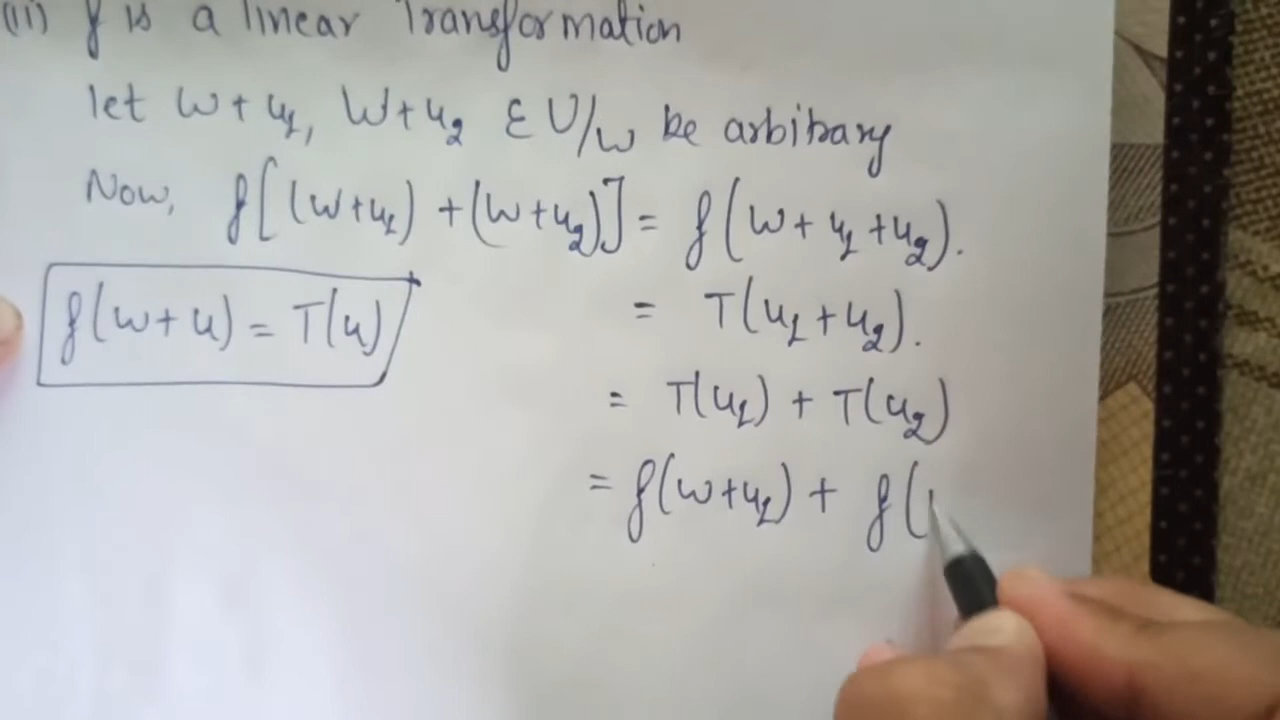 (ii) f is a linear Transformation
let W+u₁, W+u₂ ε U/W be arbitrary
Now, f[(W+u₁) + (W+u₂)] = f(W+u₁+u₂).
f(W+u) = T(u)
= T(u₁+u₂).
= T(u₁) + T(u₂)
= f(W+u₁) + f(